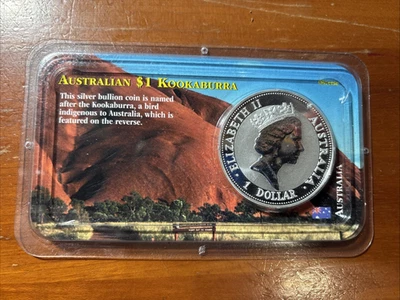 AUSTRALIAN $1 KOOKABURRA
This silver bullion coin is named
after the Kookaburra, a bird
indigenous to Australia, which is
featured on the reverse.
ELIZABETH II AUSTRALIA
1 DOLLAR
AUSTRALIA